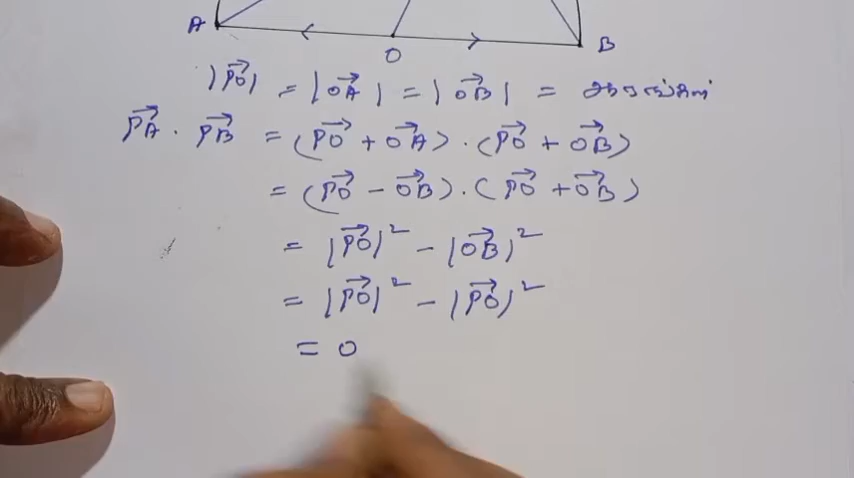 A B
O
|PO⃗| = |OA⃗| = |OB⃗| = ஆரங்கள்
PA⃗ . PB⃗ = (PO⃗ + OA⃗) . (PO⃗ + OB⃗)
= (PO⃗ - OB⃗) . (PO⃗ + OB⃗)
= |PO⃗|² - |OB⃗|²
= |PO⃗|² - |PO⃗|²
= 0